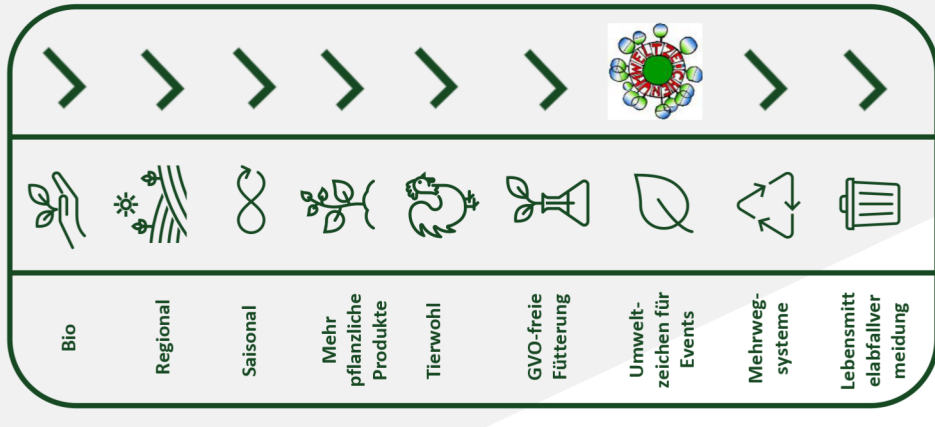 Bio
Regional
Saisonal
Mehr
pflanzliche
Produkte
Tierwohl
GVO-freie
Fütterung
Umwelt-
zeichen für
Events
Mehrweg-
systeme
Lebensmitt
elabfallver
meidung
UMWELTZEICHEN